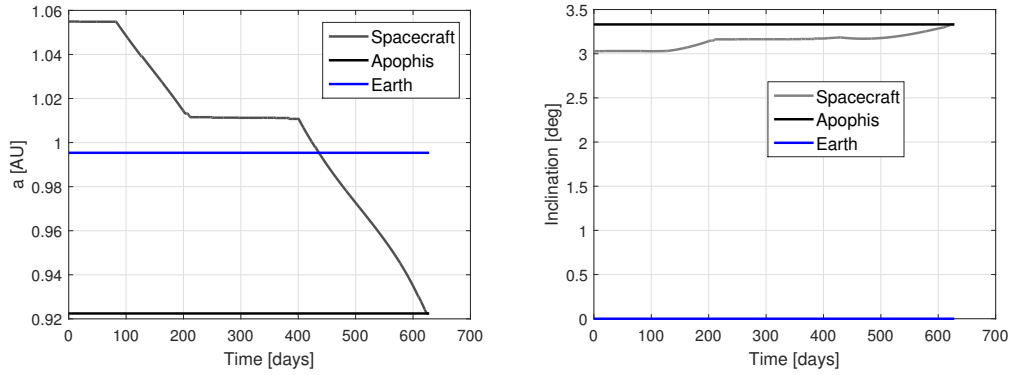 1.06
1.04
1.02
1
0.98
0.96
0.94
0.92
a [AU]
0 100 200 300 400 500 600 700
Time [days]
Spacecraft
Apophis
Earth
3.5
3
2.5
2
1.5
1
0.5
0
Inclination [deg]
0 100 200 300 400 500 600 700
Time [days]
Spacecraft
Apophis
Earth